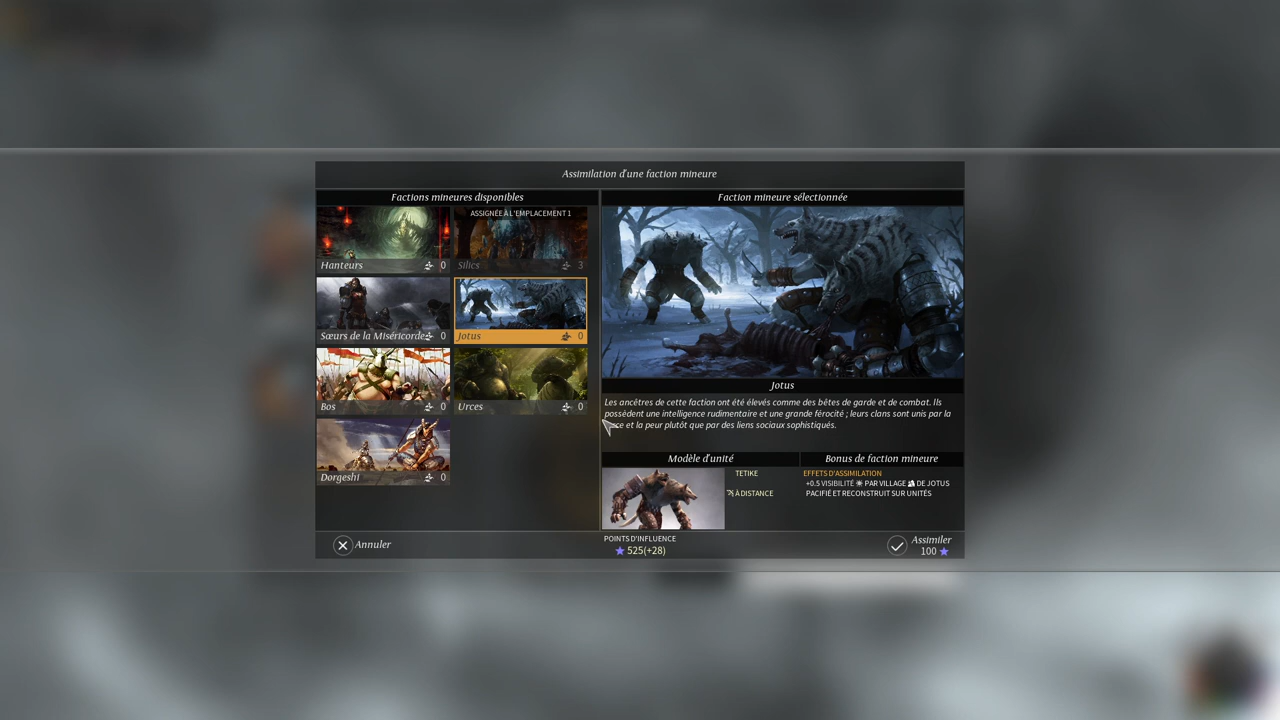 Assimilation d'une faction mineure
Factions mineures disponibles
Faction mineure sélectionnée
ASSIGNÉE À L'EMPLACEMENT 1
Hanteurs 0
Silics 3
Sœurs de la Miséricorde 0
Jotus 0
Bos 0
Urces 0
Dorgeshi 0
Jotus
Les ancêtres de cette faction ont été élevés comme des bêtes de garde et de combat. Ils
possèdent une intelligence rudimentaire et une grande férocité ; leurs clans sont unis par la
et la peur plutôt que par des liens sociaux sophistiqués.
Modèle d'unité
Bonus de faction mineure
TETIKE
À DISTANCE
EFFETS D'ASSIMILATION
+0.5 VISIBILITÉ PAR VILLAGE DE JOTUS
PACIFIÉ ET RECONSTRUIT SUR UNITÉS
Annuler
POINTS D'INFLUENCE
525(+28)
Assimiler
100